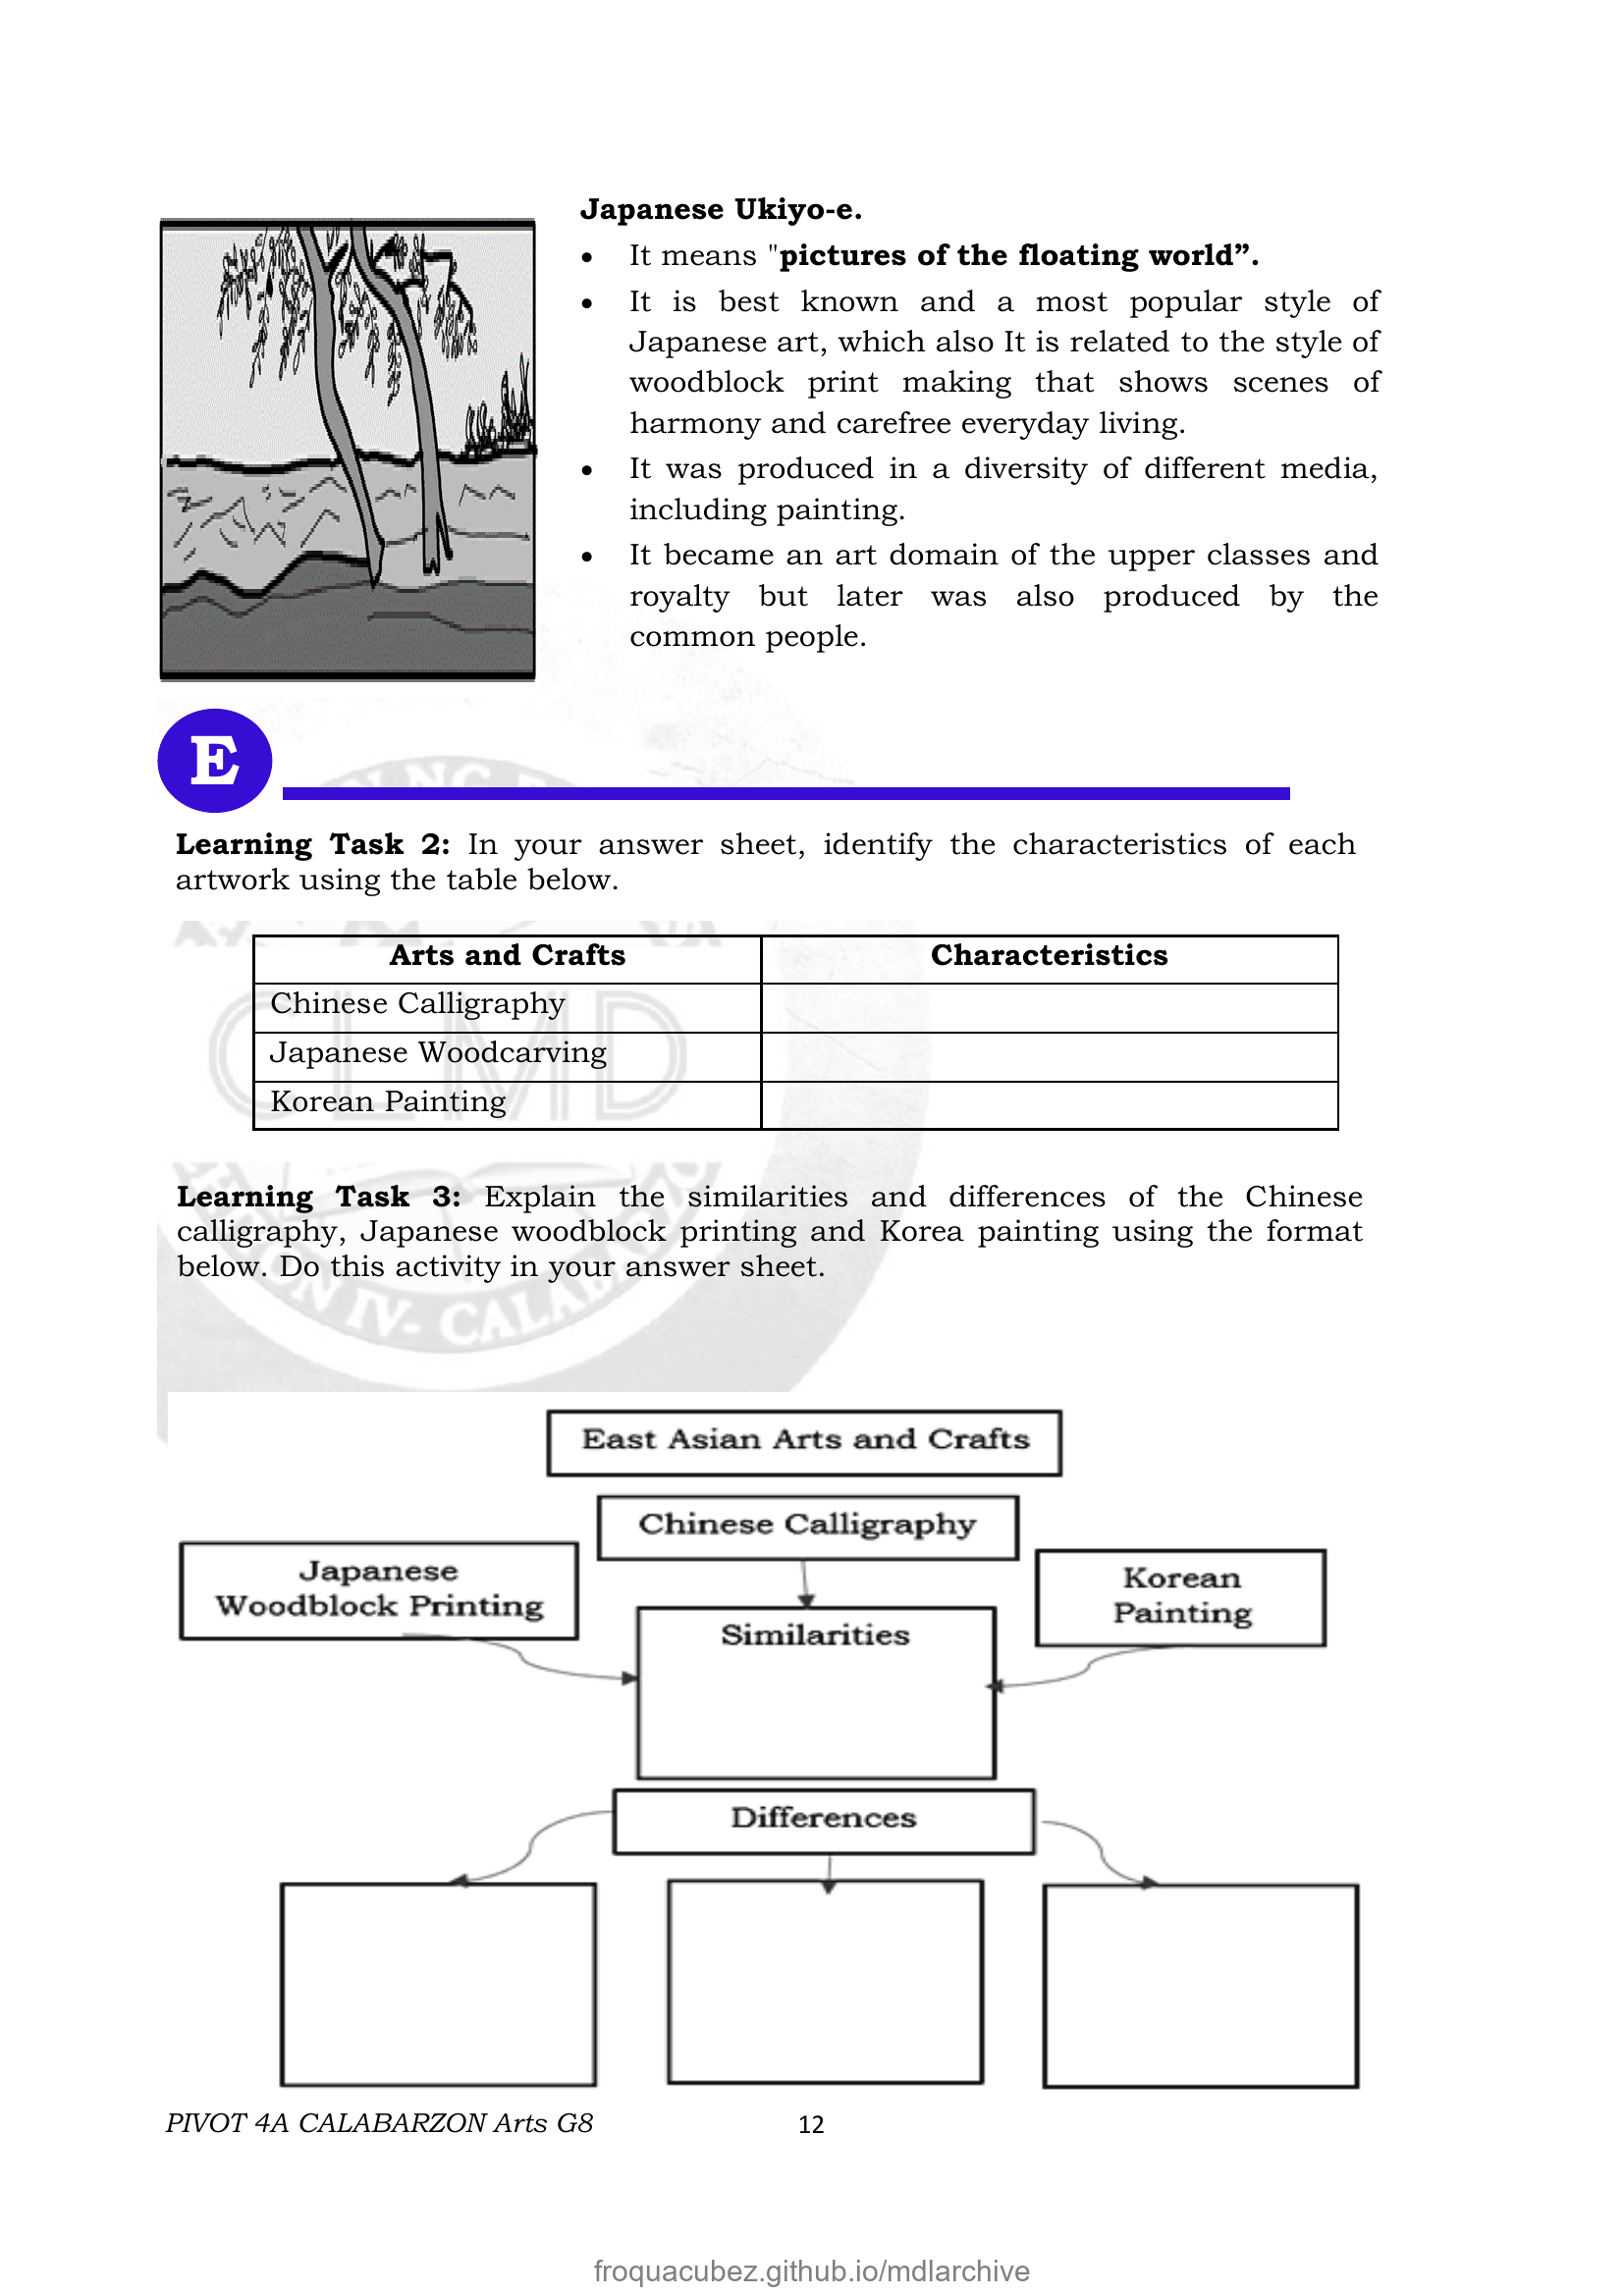 Japanese Ukiyo-e.
• It means "pictures of the floating world”.
• It is best known and a most popular style of
Japanese art, which also It is related to the style of
woodblock print making that shows scenes of
harmony and carefree everyday living.
• It was produced in a diversity of different media,
including painting.
• It became an art domain of the upper classes and
royalty but later was also produced by the
common people.
E
Learning Task 2: In your answer sheet, identify the characteristics of each
artwork using the table below.
Arts and Crafts Characteristics
Chinese Calligraphy
Japanese Woodcarving
Korean Painting
CLMD
Learning Task 3: Explain the similarities and differences of the Chinese
calligraphy, Japanese woodblock printing and Korea painting using the format
below. Do this activity in your answer sheet.
East Asian Arts and Crafts
Chinese Calligraphy
Japanese
Woodblock Printing
Korean
Painting
Similarities
Differences
PIVOT 4A CALABARZON Arts G8 12
froquacubez.github.io/mdlarchive